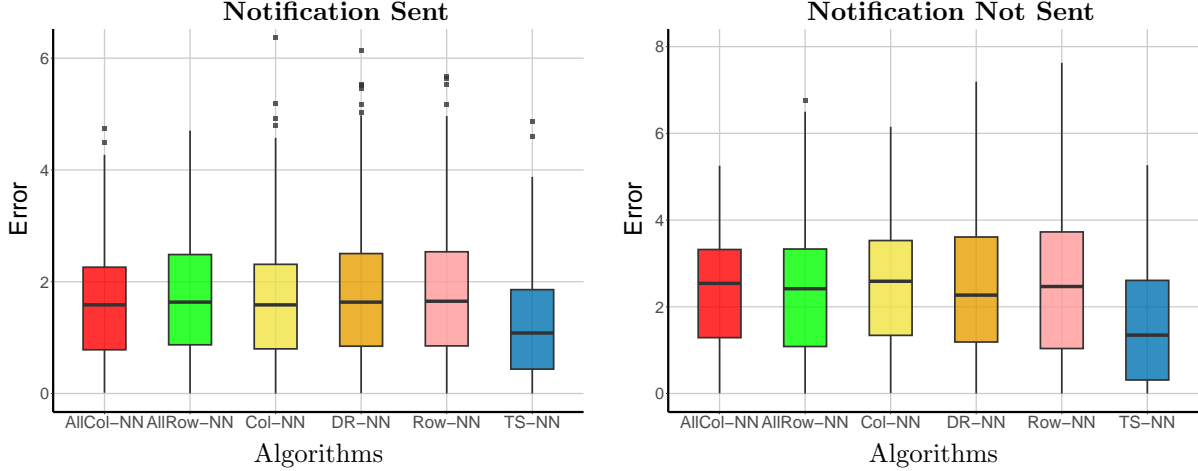 Notification Sent
Error
6
4
2
0
AllCol−NN AllRow−NN Col−NN DR−NN Row−NN TS−NN
Algorithms
Notification Not Sent
Error
8
6
4
2
0
AllCol−NN AllRow−NN Col−NN DR−NN Row−NN TS−NN
Algorithms